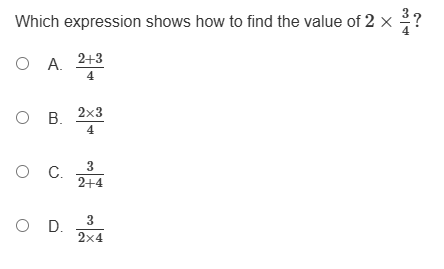 Which expression shows how to find the value of 2 × 3/4?
A. 2+3/4
B. 2×3/4
C. 3/2+4
D. 3/2×4